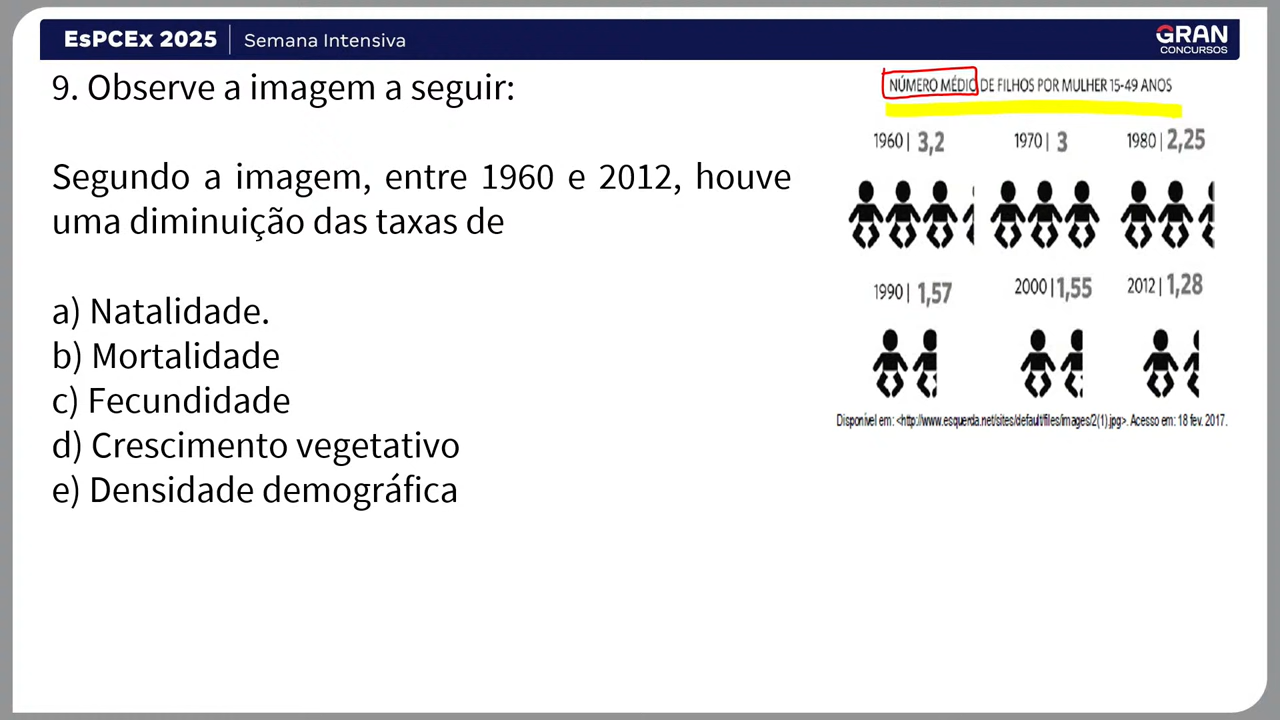 EsPCEx 2025 | Semana Intensiva
GRAN
CONCURSOS
9. Observe a imagem a seguir:
Segundo a imagem, entre 1960 e 2012, houve
uma diminuição das taxas de
a) Natalidade.
b) Mortalidade
c) Fecundidade
d) Crescimento vegetativo
e) Densidade demográfica
NÚMERO MÉDIO DE FILHOS POR MULHER 15-49 ANOS
1960 | 3,2
1970 | 3
1980 | 2,25
1990 | 1,57
2000 | 1,55
2012 | 1,28
Disponível em: <http://www.esquerda.net/sites/default/files/images/2(1).jpg>. Acesso em: 18 fev. 2017.